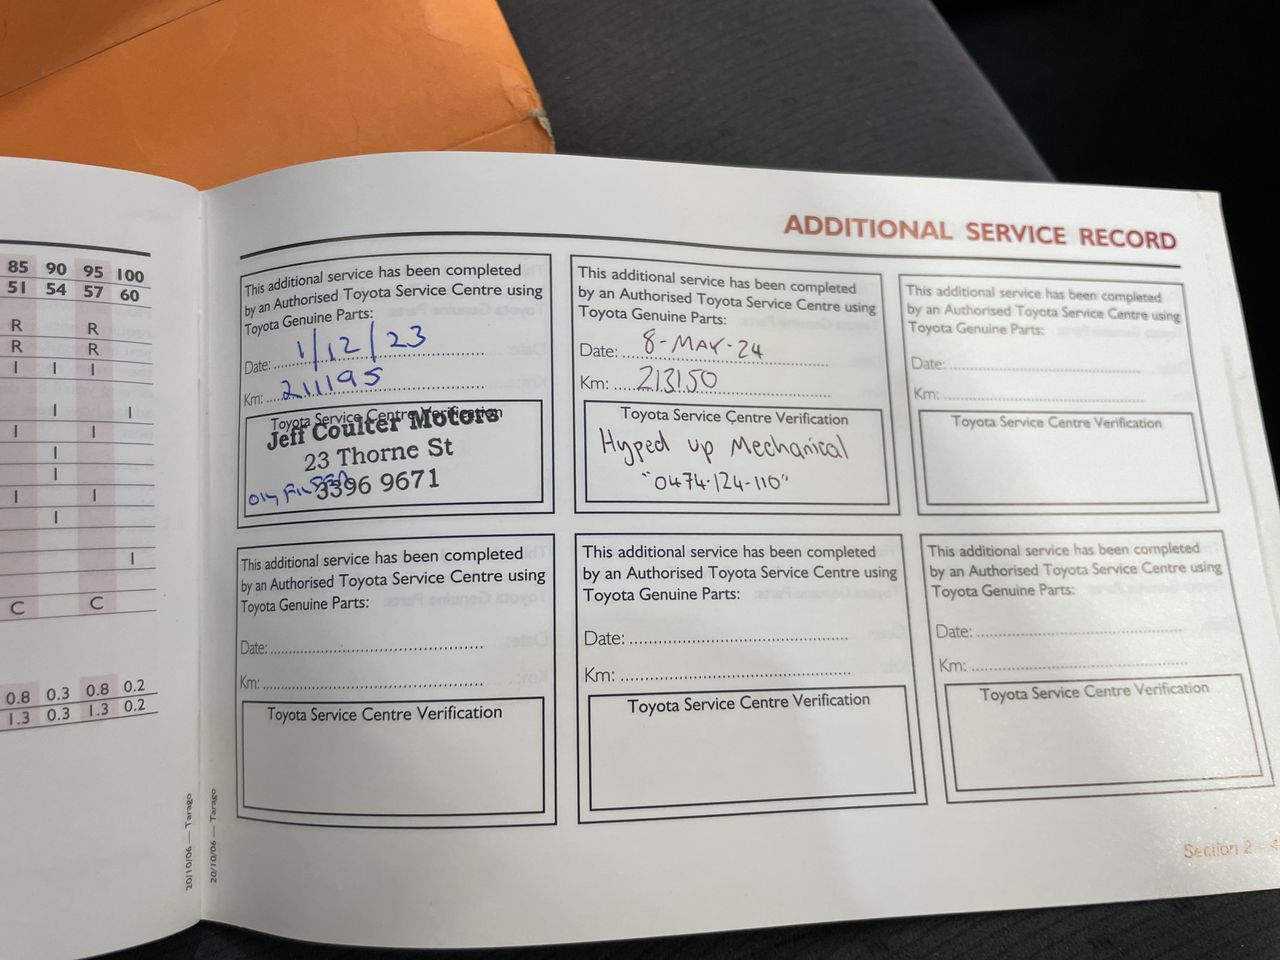 85 90 95 100
51 54 57 60
R R
R R
I I I
I I
I I
I
I
I I
I
I
C C
0.8 0.3 0.8 0.2
1.3 0.3 1.3 0.2
20/10/06 — Tarago
20/10/06 — Tarago
ADDITIONAL SERVICE RECORD
This additional service has been completed
by an Authorised Toyota Service Centre using
Toyota Genuine Parts:
Date: 1/12/23
Km: 211195
Toyota Service Centre Verification
Jeff Coulter Motors
23 Thorne St
3396 9671
This additional service has been completed
by an Authorised Toyota Service Centre using
Toyota Genuine Parts:
Date: 8-MAY-24
Km: 213150
Toyota Service Centre Verification
Hyped up Mechanical
"0474-124-110"
This additional service has been completed
by an Authorised Toyota Service Centre using
Toyota Genuine Parts:
Date:
Km:
Toyota Service Centre Verification
This additional service has been completed
by an Authorised Toyota Service Centre using
Toyota Genuine Parts:
Date:
Km:
Toyota Service Centre Verification
This additional service has been completed
by an Authorised Toyota Service Centre using
Toyota Genuine Parts:
Date:
Km:
Toyota Service Centre Verification
This additional service has been completed
by an Authorised Toyota Service Centre using
Toyota Genuine Parts:
Date:
Km:
Toyota Service Centre Verification
Section 2 - 4